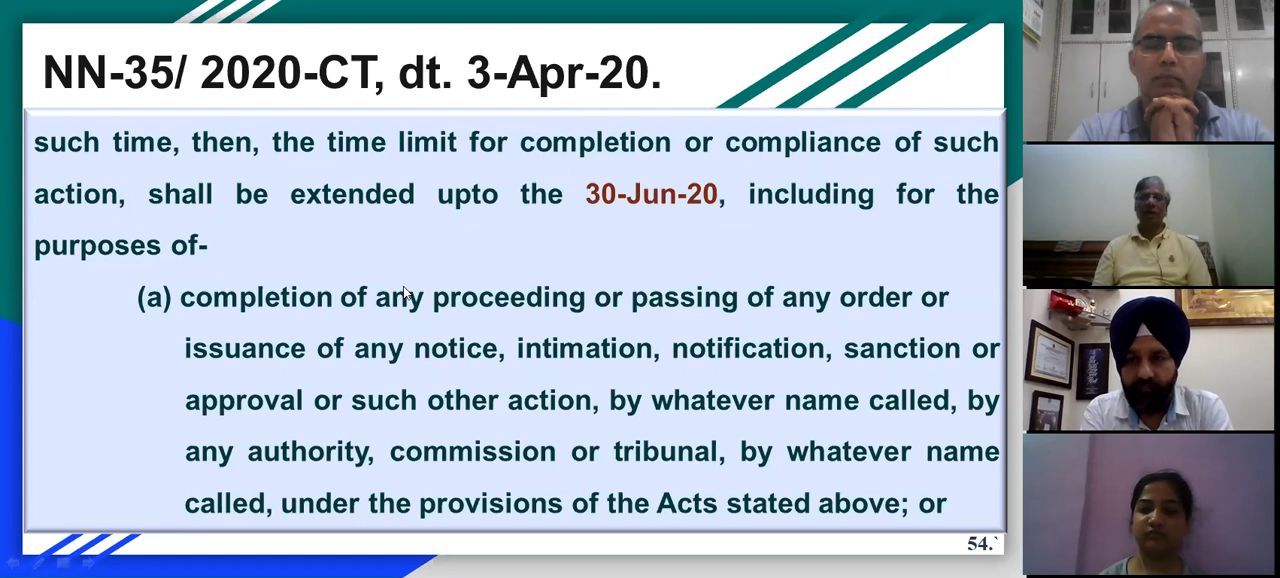 NN-35/ 2020-CT, dt. 3-Apr-20.
such time, then, the time limit for completion or compliance of such
action, shall be extended upto the 30-Jun-20, including for the
purposes of-
(a) completion of any proceeding or passing of any order or
issuance of any notice, intimation, notification, sanction or
approval or such other action, by whatever name called, by
any authority, commission or tribunal, by whatever name
called, under the provisions of the Acts stated above; or
54.`